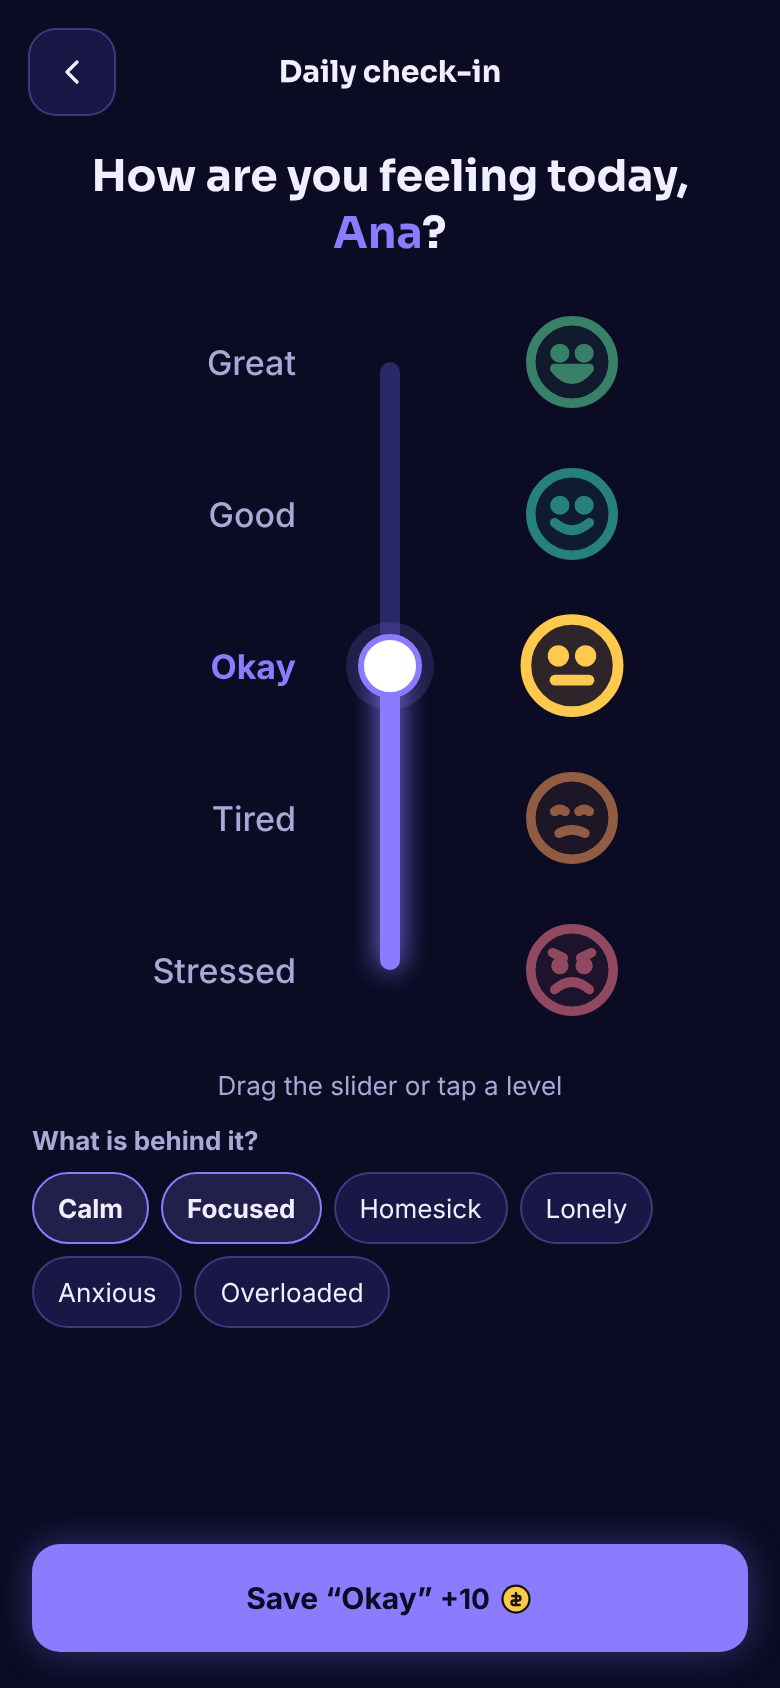 Daily check-in
How are you feeling today,
Ana?
Great
Good
Okay
Tired
Stressed
Drag the slider or tap a level
What is behind it?
Calm Focused Homesick Lonely
Anxious Overloaded
Save “Okay” +10